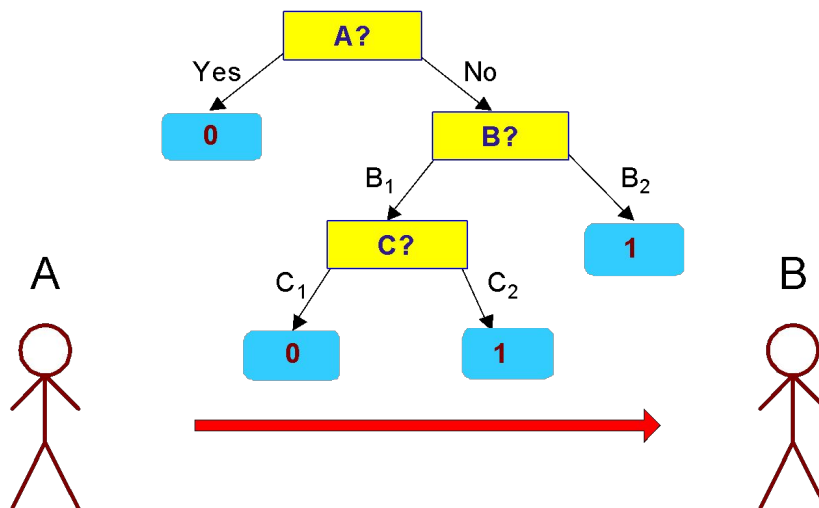 A?
Yes No
0
B?
B₁ B₂
C?
1
A B
C₁ C₂
0 1